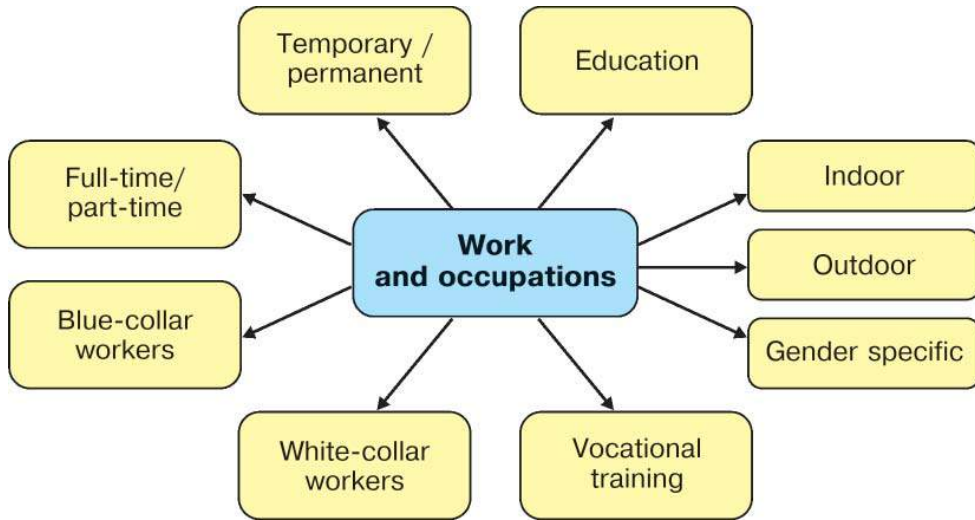 Temporary /
permanent
Education
Full-time/
part-time
Indoor
Work
and occupations
Outdoor
Blue-collar
workers
Gender specific
White-collar
workers
Vocational
training